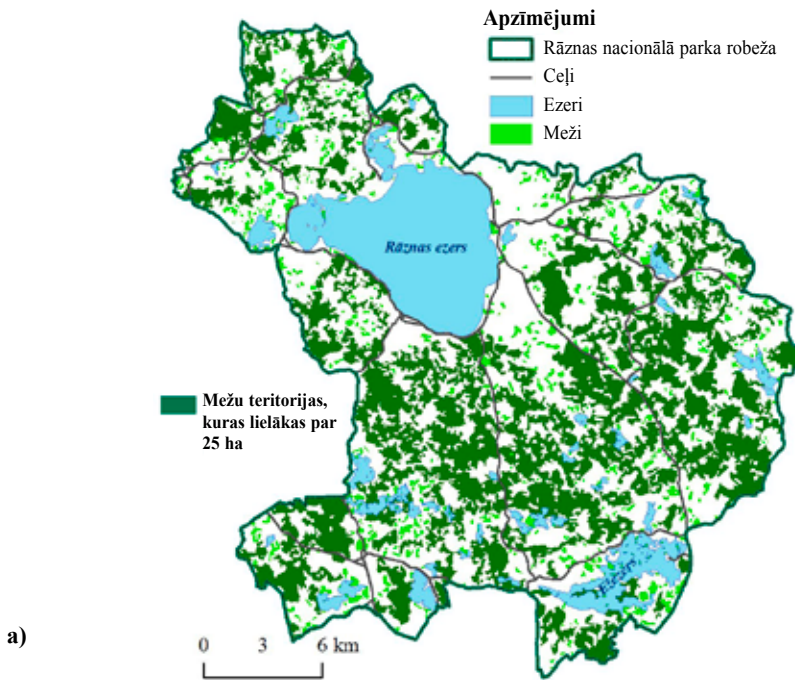 Apzīmējumi
Rāznas nacionālā parka robeža
Ceļi
Ezeri
Meži
Rāznas ezers
Mežu teritorijas,
kuras lielākas par
25 ha
Ežezers
a)
0 3 6 km